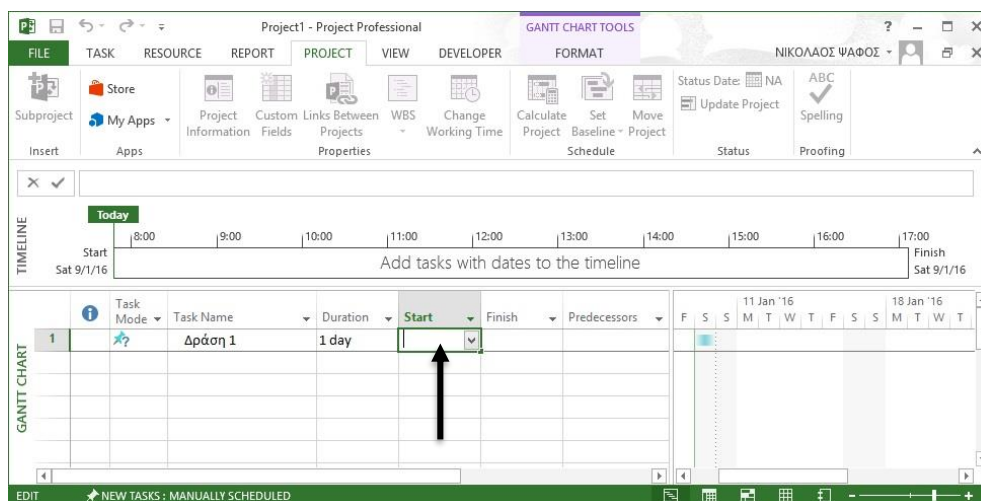 Project1 - Project Professional
GANTT CHART TOOLS
?
FILE TASK RESOURCE REPORT PROJECT VIEW DEVELOPER FORMAT ΝΙΚΟΛΑΟΣ ΨΑΦΟΣ
Subproject
Store
My Apps
Project Information
Custom Fields
Links Between Projects
WBS
Change Working Time
Calculate Project
Set Baseline
Move Project
Status Date: NA
Update Project
ABC
Spelling
Insert Apps Properties Schedule Status Proofing
TIMELINE
Today
8:00 9:00 10:00 11:00 12:00 13:00 14:00 15:00 16:00 17:00
Start
Sat 9/1/16
Add tasks with dates to the timeline
Finish
Sat 9/1/16
GANTT CHART
Task Mode Task Name Duration Start Finish Predecessors
11 Jan '16 18 Jan '16
F S S M T W T F S S M T W T
1 ? Δράση 1 1 day
EDIT NEW TASKS : MANUALLY SCHEDULED